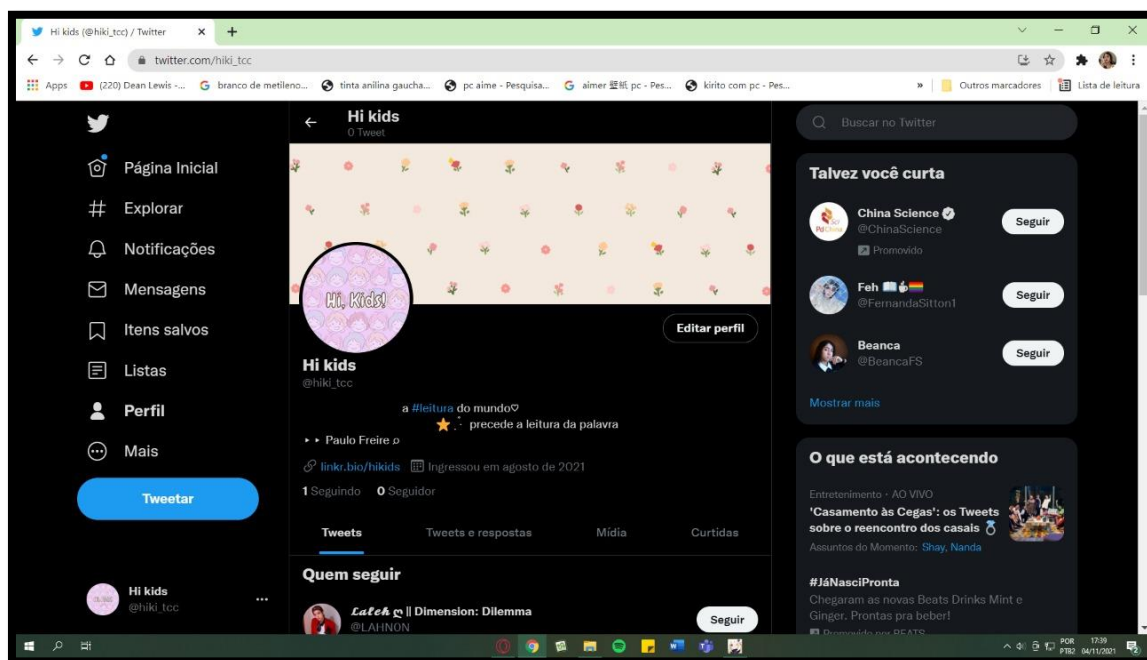 Hi kids (@hiki_tcc) / Twitter
twitter.com/hiki_tcc
Apps
(220) Dean Lewis -...
branco de metileno...
tinta anilina gaucha...
pc aime - Pesquisa...
aimer 壁紙 pc - Pes...
kirito com pc - Pes...
»
Outros marcadores
Lista de leitura
Hi kids
0 Tweet
Buscar no Twitter
Página Inicial
Explorar
Notificações
Mensagens
Itens salvos
Listas
Perfil
Mais
Tweetar
Hi kids
@hiki_tcc
Hi, Kids!
Editar perfil
Hi kids
@hiki_tcc
a #leitura do mundo♡
precede a leitura da palavra
‣ ‣ Paulo Freire
linkr.bio/hikids Ingressou em agosto de 2021
1 Seguindo 0 Seguidor
Tweets Tweets e respostas Mídia Curtidas
Quem seguir
Laleh ღ || Dimension: Dilemma
@LAHNON
Seguir
Talvez você curta
China Science
@ChinaScience
Promovido
Seguir
Feh
@FernandaSitton1
Seguir
Beanca
@BeancaFS
Seguir
Mostrar mais
O que está acontecendo
Entretenimento · AO VIVO
'Casamento às Cegas': os Tweets
sobre o reencontro dos casais
Assuntos do Momento: Shay, Nanda
#JáNasciPronta
Chegaram as novas Beats Drinks Mint e
Ginger. Prontas pra beber!
Promovido por BEATS
POR
PTB2
17:39
04/11/2021